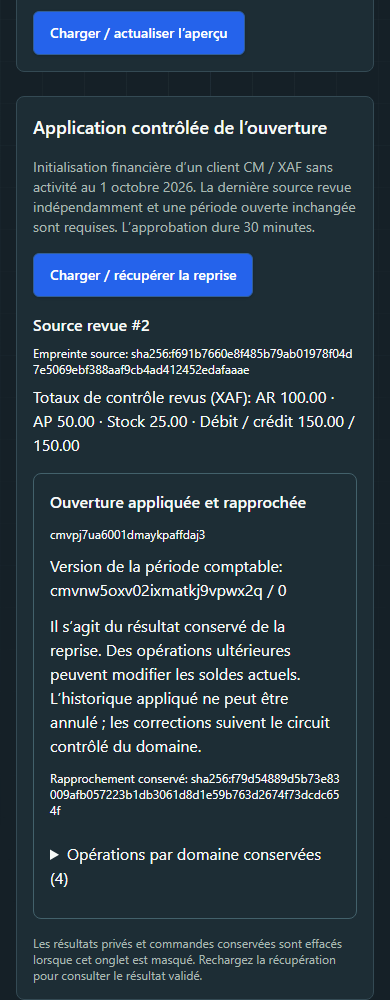 Charger / actualiser l’aperçu
Application contrôlée de l’ouverture
Initialisation financière d’un client CM / XAF sans
activité au 1 octobre 2026. La dernière source revue
indépendamment et une période ouverte inchangée
sont requises. L’approbation dure 30 minutes.
Charger / récupérer la reprise
Source revue #2
Empreinte source: sha256:f691b7660e8f485b79ab01978f04d
7e5069ebf388aaf9cb4ad412452edafaaae
Totaux de contrôle revus (XAF): AR 100.00 ·
AP 50.00 · Stock 25.00 · Débit / crédit 150.00 /
150.00
Ouverture appliquée et rapprochée
cmvpj7ua6001dmaykpaffdaj3
Version de la période comptable:
cmvnw5oxv02ixmatkj9vpwx2q / 0
Il s’agit du résultat conservé de la
reprise. Des opérations ultérieures
peuvent modifier les soldes actuels.
L’historique appliqué ne peut être
annulé ; les corrections suivent le circuit
contrôlé du domaine.
Rapprochement conservé: sha256:f79d54889d5b73e83
009afb057223b1db3061d8d1e59b763d2674f73dcdc65
4f
▶ Opérations par domaine conservées
(4)
Les résultats privés et commandes conservées sont effacés
lorsque cet onglet est masqué. Rechargez la récupération
pour consulter le résultat validé.